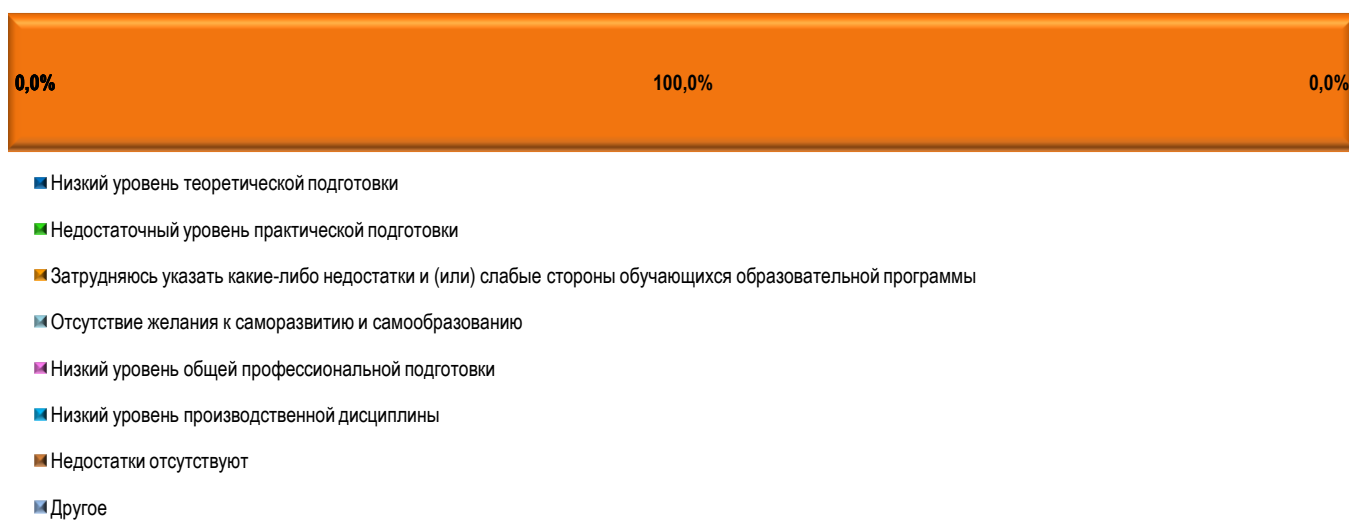 0,0% 100,0% 0,0%
Низкий уровень теоретической подготовки
Недостаточный уровень практической подготовки
Затрудняюсь указать какие-либо недостатки и (или) слабые стороны обучающихся образовательной программы
Отсутствие желания к саморазвитию и самообразованию
Низкий уровень общей профессиональной подготовки
Низкий уровень производственной дисциплины
Недостатки отсутствуют
Другое